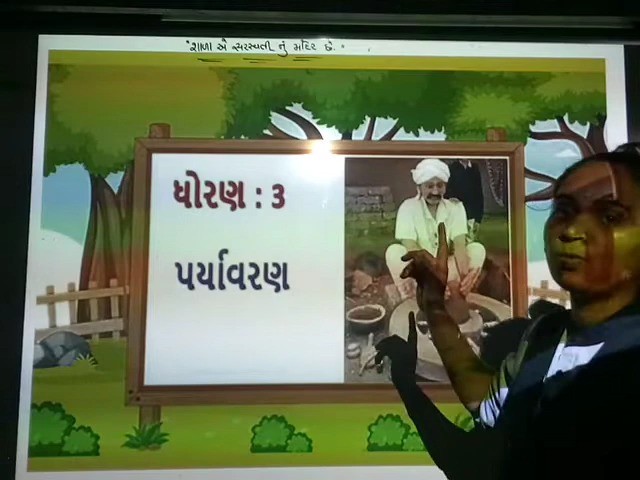 "શાળા એ સરસ્વતી નું મંદિર છે."
ધોરણ : 3
પર્યાવરણ